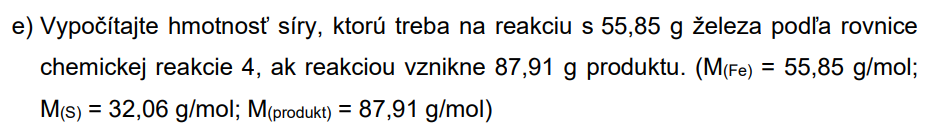 e) Vypočítajte hmotnosť síry, ktorú treba na reakciu s 55,85 g železa podľa rovnice
chemickej reakcie 4, ak reakciou vznikne 87,91 g produktu. (M(Fe) = 55,85 g/mol;
M(S) = 32,06 g/mol; M(produkt) = 87,91 g/mol)